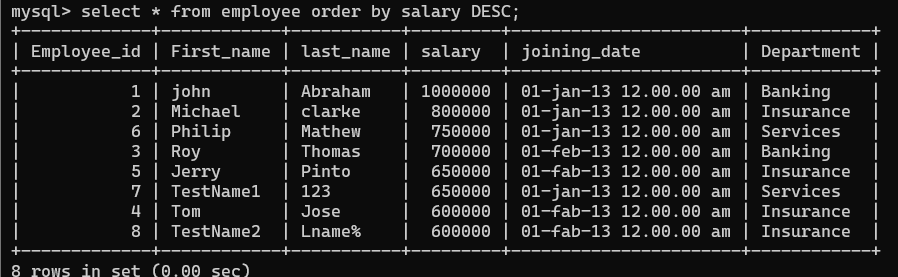 mysql> select * from employee order by salary DESC;
+-------------+------------+-----------+---------+-----------------------+------------+
| Employee_id | First_name | last_name | salary  | joining_date          | Department |
+-------------+------------+-----------+---------+-----------------------+------------+
|           1 | john       | Abraham   | 1000000 | 01-jan-13 12.00.00 am | Banking    |
|           2 | Michael    | clarke    |  800000 | 01-jan-13 12.00.00 am | Insurance  |
|           6 | Philip     | Mathew    |  750000 | 01-jan-13 12.00.00 am | Services   |
|           3 | Roy        | Thomas    |  700000 | 01-feb-13 12.00.00 am | Banking    |
|           5 | Jerry      | Pinto     |  650000 | 01-fab-13 12.00.00 am | Insurance  |
|           7 | TestName1  | 123       |  650000 | 01-jan-13 12.00.00 am | Services   |
|           4 | Tom        | Jose      |  600000 | 01-fab-13 12.00.00 am | Insurance  |
|           8 | TestName2  | Lname%    |  600000 | 01-fab-13 12.00.00 am | Insurance  |
+-------------+------------+-----------+---------+-----------------------+------------+
8 rows in set (0.00 sec)